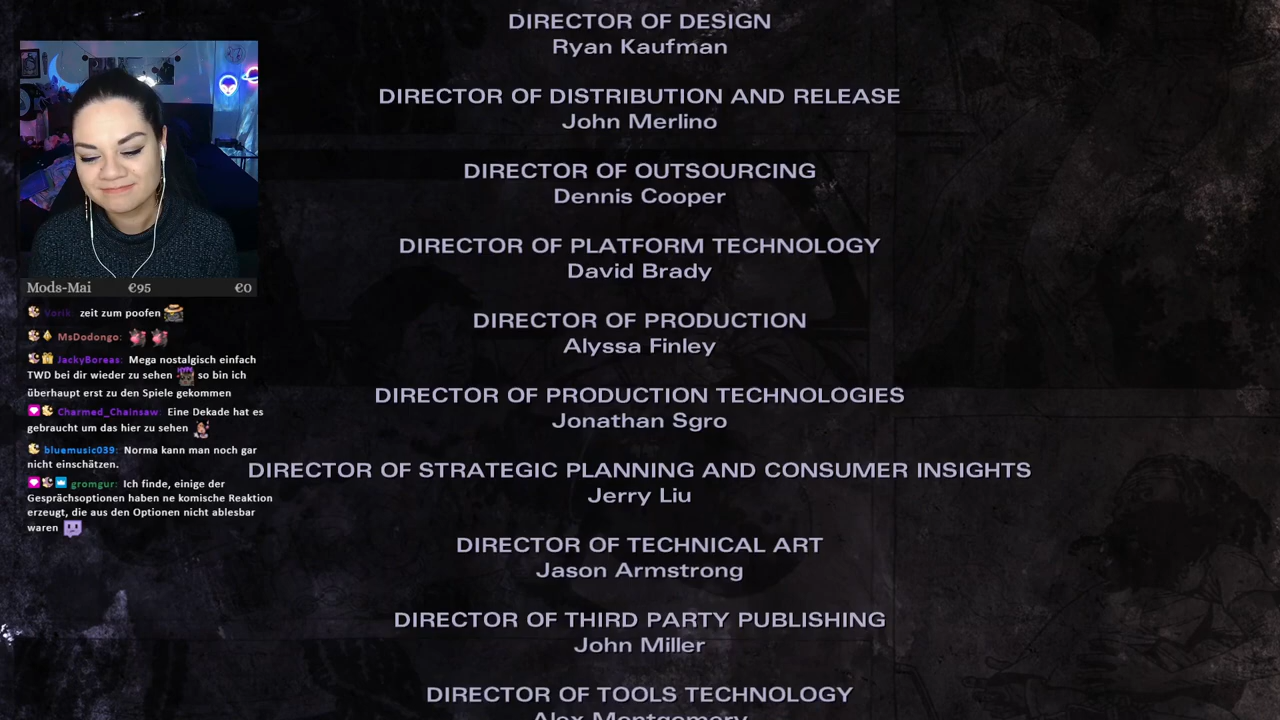 DIRECTOR OF DESIGN
Ryan Kaufman
DIRECTOR OF DISTRIBUTION AND RELEASE
John Merlino
DIRECTOR OF OUTSOURCING
Dennis Cooper
DIRECTOR OF PLATFORM TECHNOLOGY
David Brady
DIRECTOR OF PRODUCTION
Alyssa Finley
DIRECTOR OF PRODUCTION TECHNOLOGIES
Jonathan Sgro
DIRECTOR OF STRATEGIC PLANNING AND CONSUMER INSIGHTS
Jerry Liu
DIRECTOR OF TECHNICAL ART
Jason Armstrong
DIRECTOR OF THIRD PARTY PUBLISHING
John Miller
DIRECTOR OF TOOLS TECHNOLOGY
Alex Montgomery
Mods-Mai €95 €0
Vorik: zeit zum poofen
MsDodongo:
JackyBoreas: Mega nostalgisch einfach
TWD bei dir wieder zu sehen so bin ich
überhaupt erst zu den Spiele gekommen
Charmed_Chainsaw: Eine Dekade hat es
gebraucht um das hier zu sehen
bluemusic039: Norma kann man noch gar
nicht einschätzen.
gromgur: Ich finde, einige der
Gesprächsoptionen haben ne komische Reaktion
erzeugt, die aus den Optionen nicht ablesbar
waren